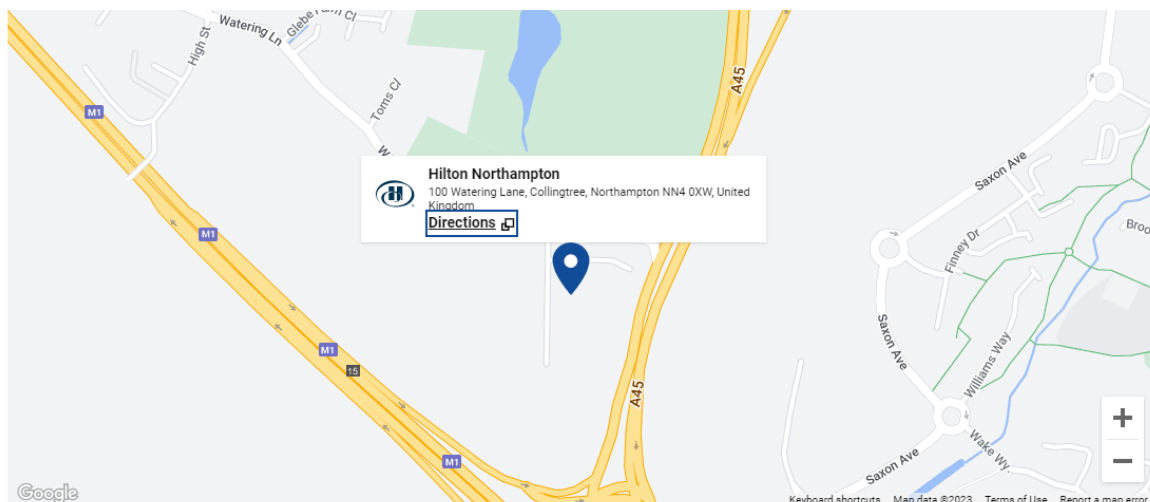 Glebe Farm Cl
Watering Ln
High St
A45
M1
Toms Cl
Saxon Ave
W
Hilton Northampton
100 Watering Lane, Collingtree, Northampton NN4 0XW, United
Kingdom
Directions
H
Finney Dr
Broo
M1
Saxon Ave
Williams Way
M1
15
A45
Wake Wy.
Saxon Ave
M1
+
−
Google
Keyboard shortcuts Map data ©2023 Terms of Use Report a map error